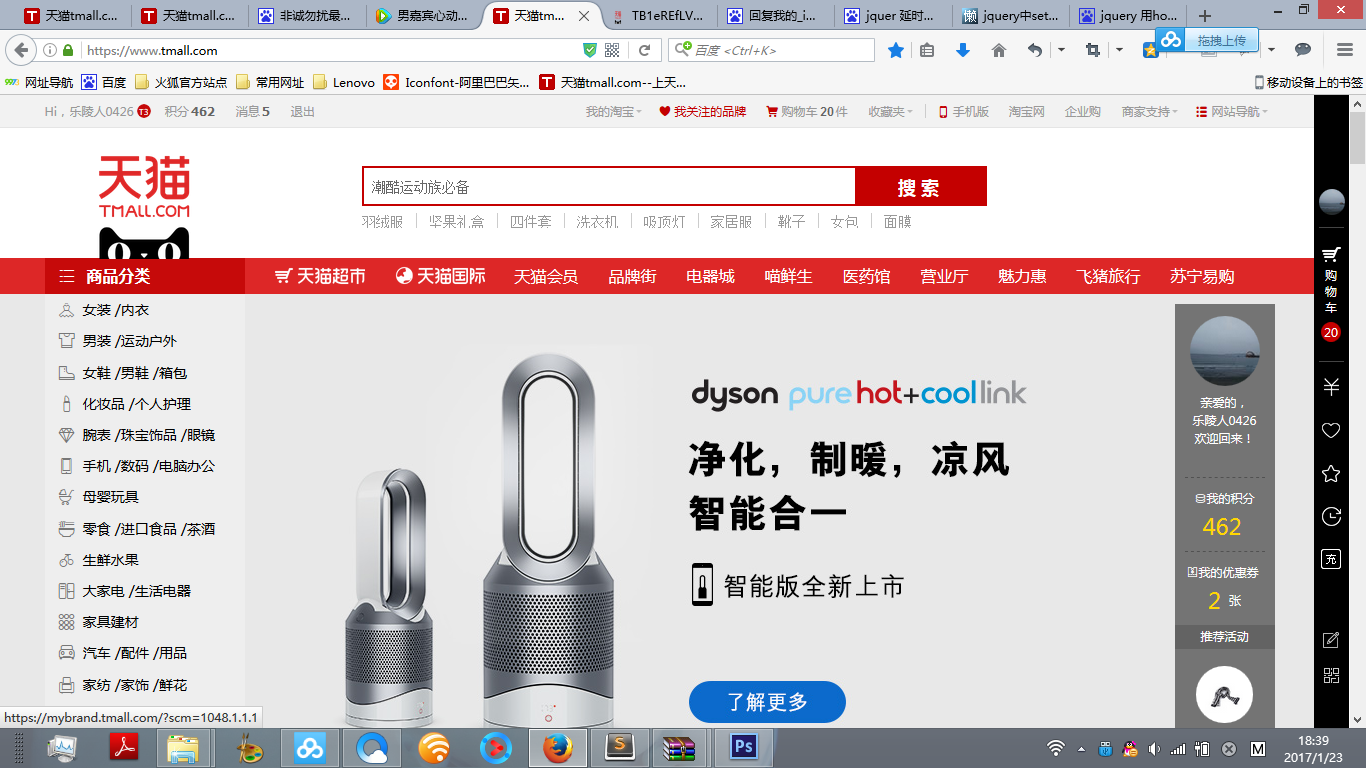 天猫tmall.c...
天猫tmall.c...
非诚勿扰最...
男嘉宾心动...
天猫tm...
TB1eREfLV...
回复我的_i...
jquer 延时...
jquery中set...
jquery 用ho...
https://www.tmall.com
百度 <Ctrl+K>
拖拽上传
网址导航
百度
火狐官方站点
常用网址
Lenovo
Iconfont-阿里巴巴矢...
天猫tmall.com--上天...
移动设备上的书签
Hi，乐陵人0426
T3
积分 462
消息 5
退出
我的淘宝
我关注的品牌
购物车 20 件
收藏夹
手机版
淘宝网
企业购
商家支持
网站导航
天猫
TMALL.COM
潮酷运动族必备
搜 索
羽绒服
坚果礼盒
四件套
洗衣机
吸顶灯
家居服
靴子
女包
面膜
商品分类
天猫超市
天猫国际
天猫会员
品牌街
电器城
喵鲜生
医药馆
营业厅
魅力惠
飞猪旅行
苏宁易购
女装 /内衣
男装 /运动户外
女鞋 /男鞋 /箱包
化妆品 /个人护理
腕表 /珠宝饰品 /眼镜
手机 /数码 /电脑办公
母婴玩具
零食 /进口食品 /茶酒
生鲜水果
大家电 /生活电器
家具建材
汽车 /配件 /用品
家纺 /家饰 /鲜花
dyson pure hot+cool link
净化，制暖，凉风
智能合一
智能版全新上市
了解更多
亲爱的，
乐陵人0426
欢迎回来！
我的积分
462
我的优惠券
2 张
推荐活动
购
物
车
20
充
https://mybrand.tmall.com/?scm=1048.1.1.1
S
Ps
M
18:39
2017/1/23